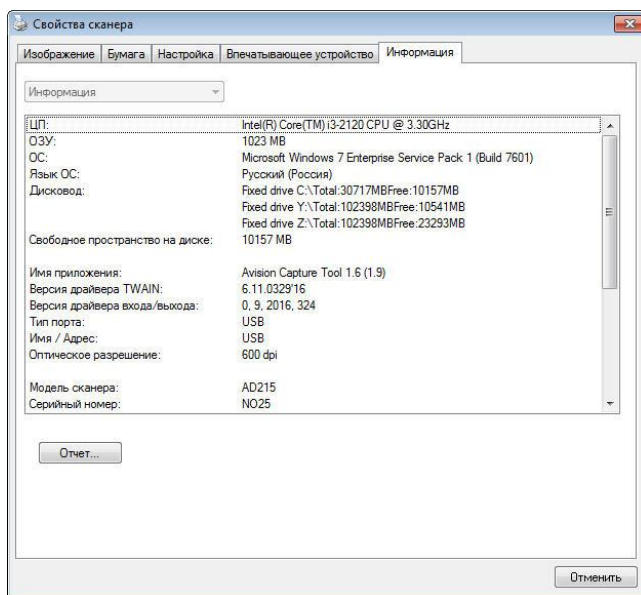 Свойства сканера
Изображение Бумага Настройка Впечатывающее устройство Информация
Информация
ЦП: Intel(R) Core(TM) i3-2120 CPU @ 3.30GHz
ОЗУ: 1023 MB
ОС: Microsoft Windows 7 Enterprise Service Pack 1 (Build 7601)
Язык ОС: Русский (Россия)
Дисковод: Fixed drive C:\Total:30717MBFree:10157MB
Fixed drive Y:\Total:102398MBFree:10541MB
Fixed drive Z:\Total:102398MBFree:23293MB
Свободное пространство на диске: 10157 MB
Имя приложения: Avision Capture Tool 1.6 (1.9)
Версия драйвера TWAIN: 6.11.0329'16
Версия драйвера входа/выхода: 0, 9, 2016, 324
Тип порта: USB
Имя / Адрес: USB
Оптическое разрешение: 600 dpi
Модель сканера: AD215
Серийный номер: NO25
Отчет...
Отменить